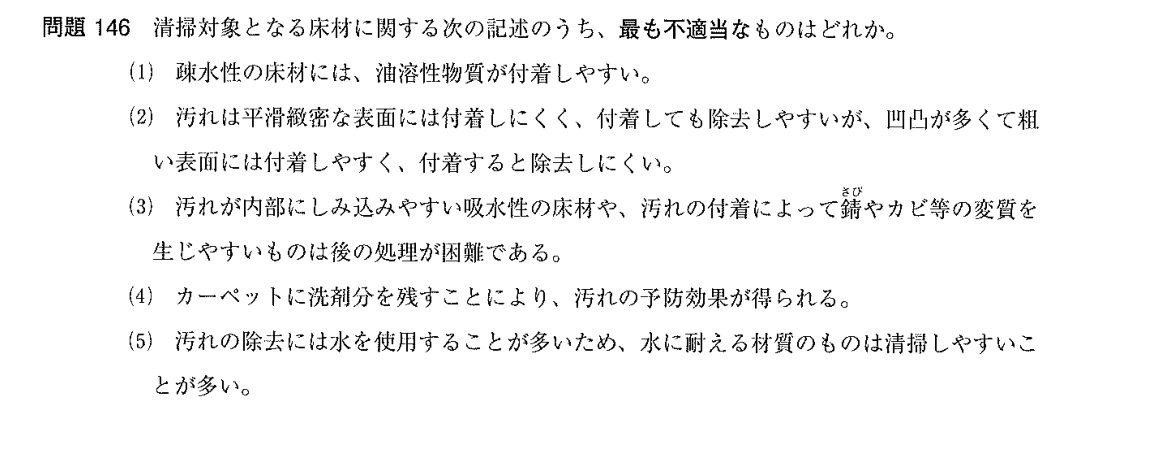 問題 146 清掃対象となる床材に関する次の記述のうち、最も不適当なものはどれか。
(1) 疎水性の床材には、油溶性物質が付着しやすい。
(2) 汚れは平滑緻密な表面には付着しにくく、付着しても除去しやすいが、凹凸が多くて粗
い表面には付着しやすく、付着すると除去しにくい。
さび
(3) 汚れが内部にしみ込みやすい吸水性の床材や、汚れの付着によって錆やカビ等の変質を
生じやすいものは後の処理が困難である。
(4) カーペットに洗剤分を残すことにより、汚れの予防効果が得られる。
(5) 汚れの除去には水を使用することが多いため、水に耐える材質のものは清掃しやすいこ
とが多い。